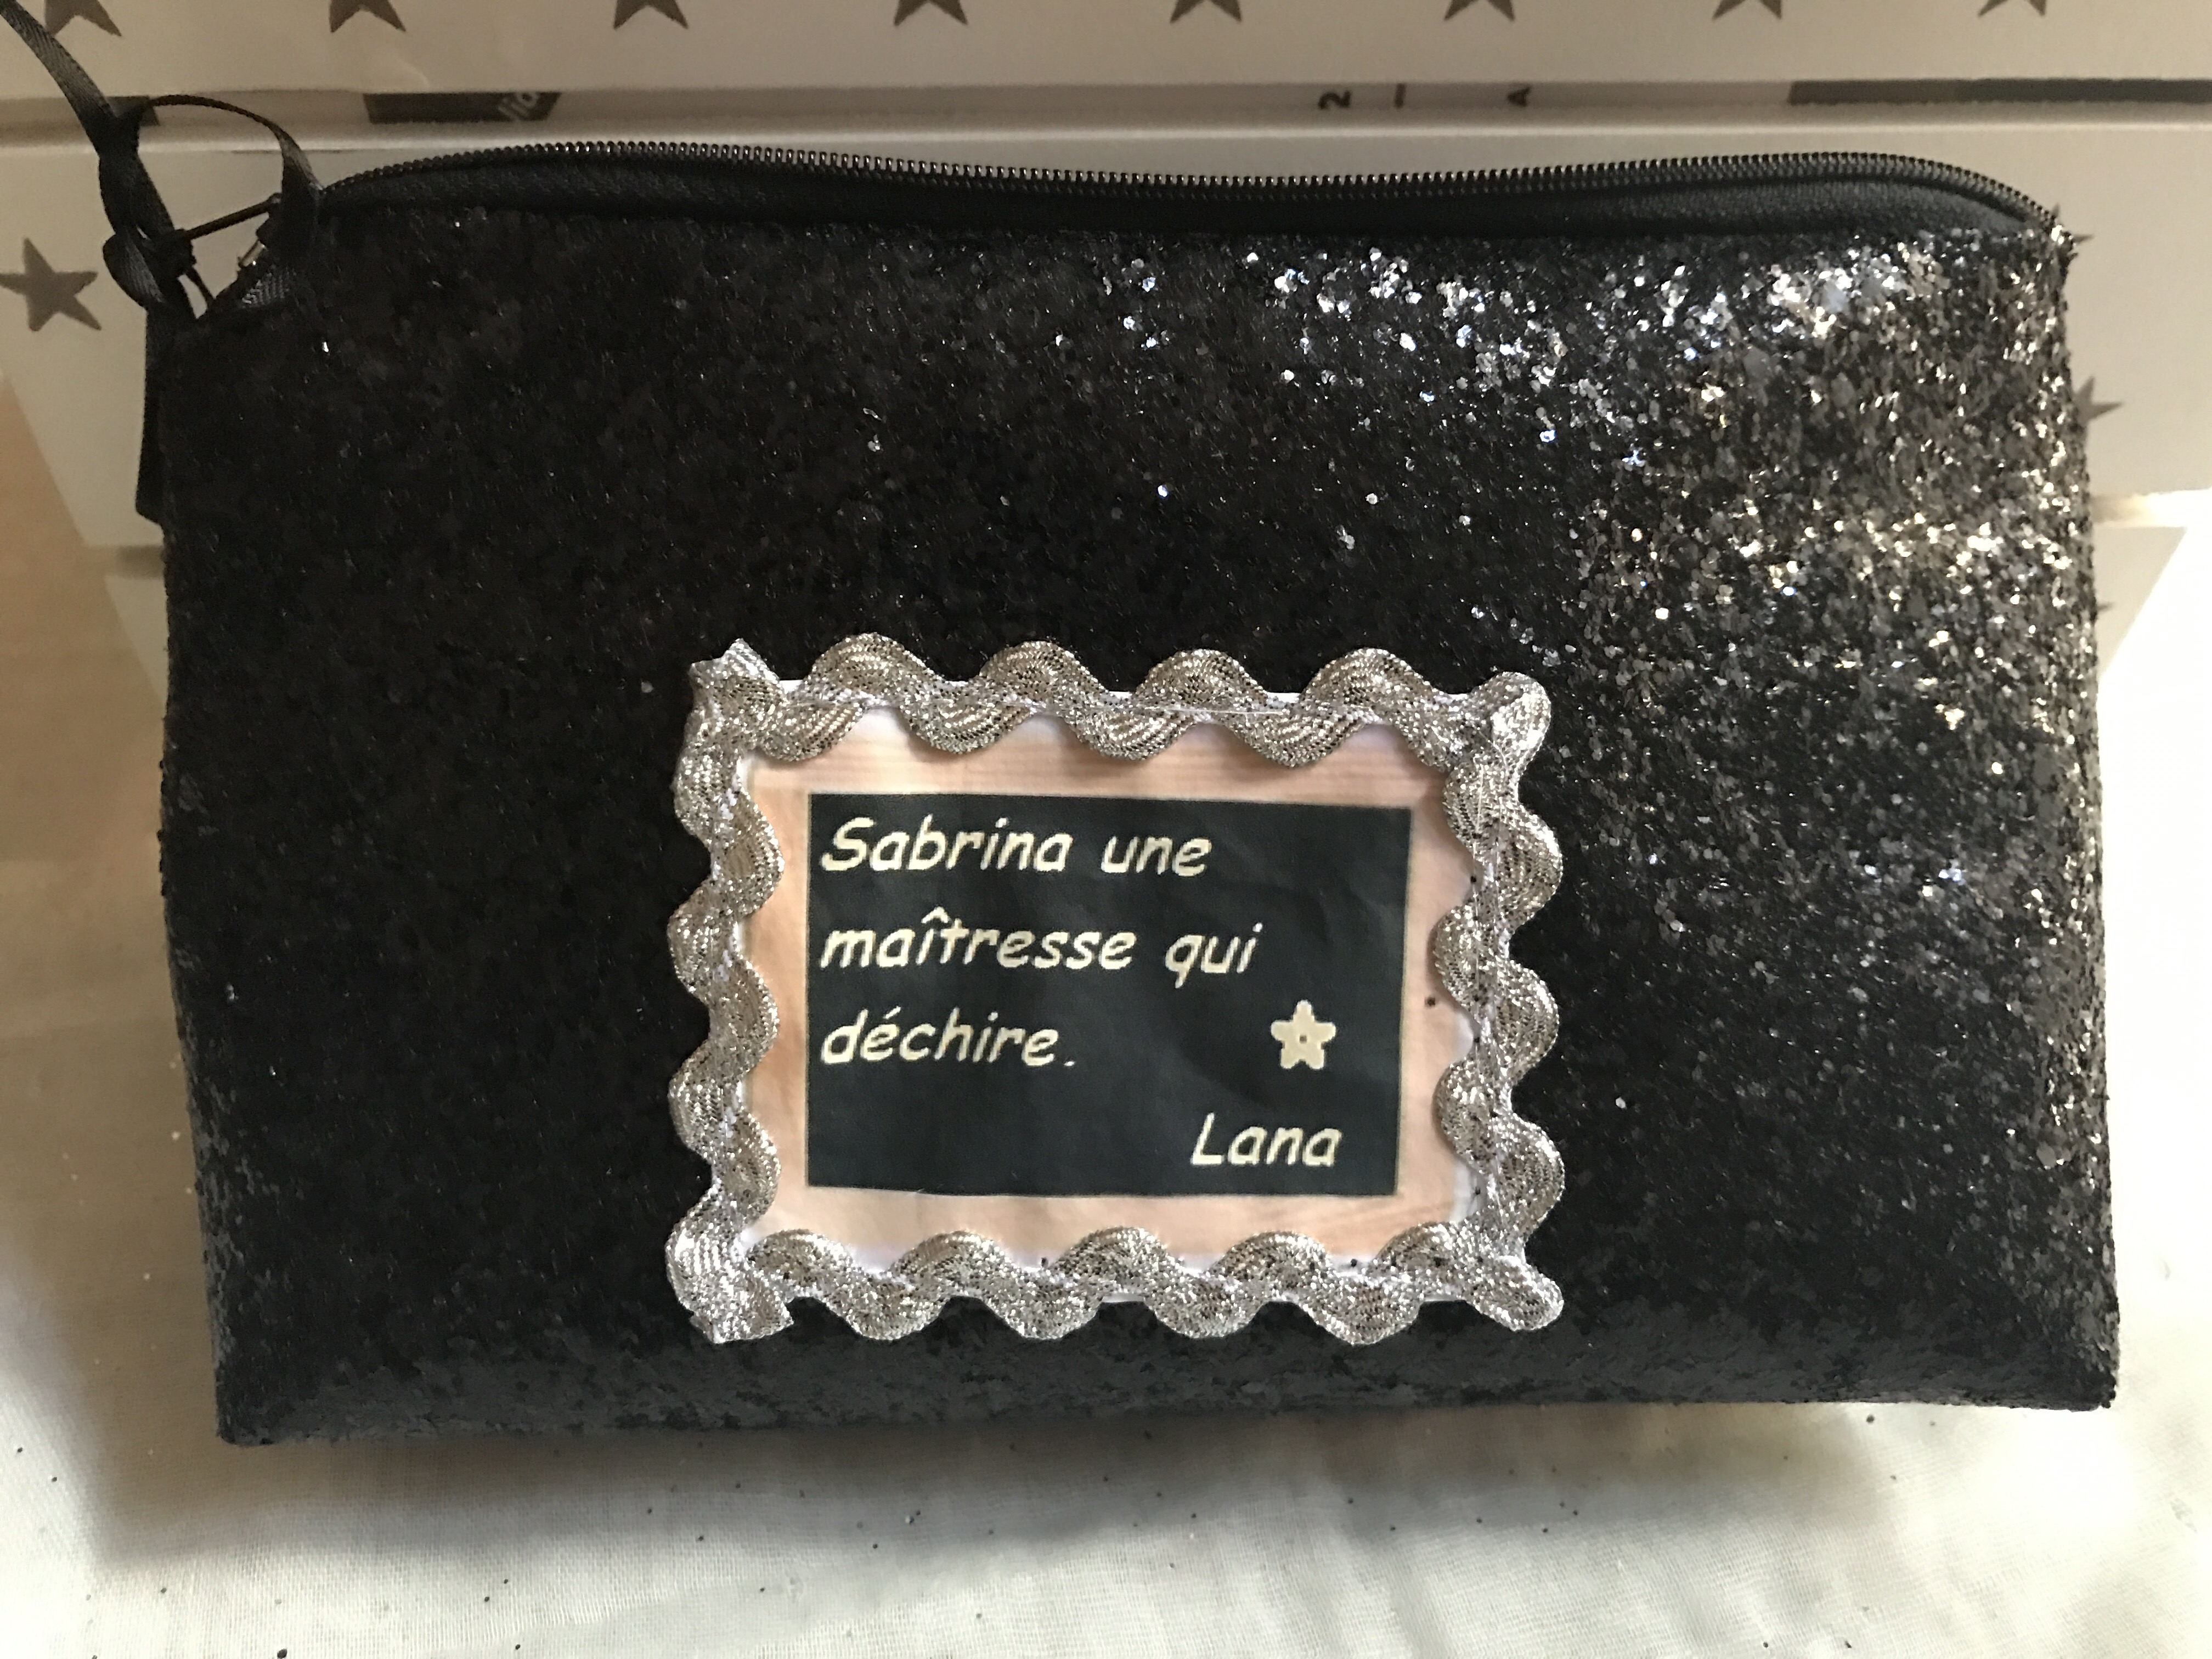 Sabrina une
maîtresse qui
déchire.
Lana